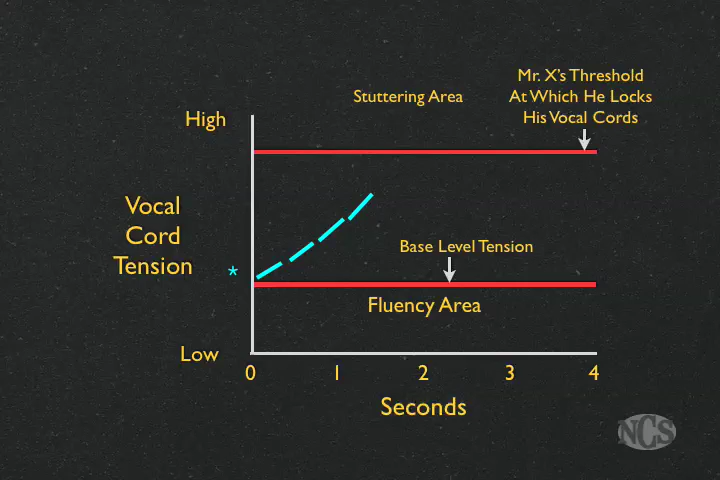 Mr. X's Threshold
Stuttering Area
At Which He Locks
His Vocal Cords
High
Vocal
Cord
Tension
*
Base Level Tension
Fluency Area
Low
0 1 2 3 4
Seconds
NCS